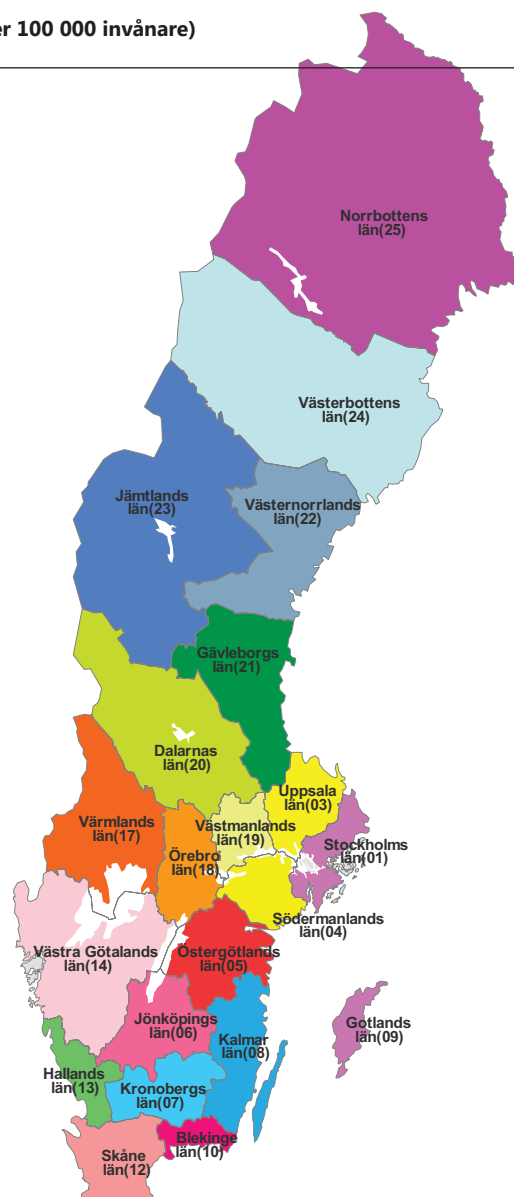 er 100 000 invånare)
Norrbottens
län(25)
Västerbottens
län(24)
Jämtlands
län(23)
Västernorrlands
län(22)
Gävleborgs
län(21)
Dalarnas
län(20)
Uppsala
län(03)
Värmlands
län(17)
Västmanlands
län(19)
Stockholms
län(01)
Örebro
län(18)
Södermanlands
län(04)
Västra Götalands
län(14)
Östergötlands
län(05)
Jönköpings
län(06)
Gotlands
län(09)
Kalmar
län(08)
Hallands
län(13)
Kronobergs
län(07)
Blekinge
län(10)
Skåne
län(12)